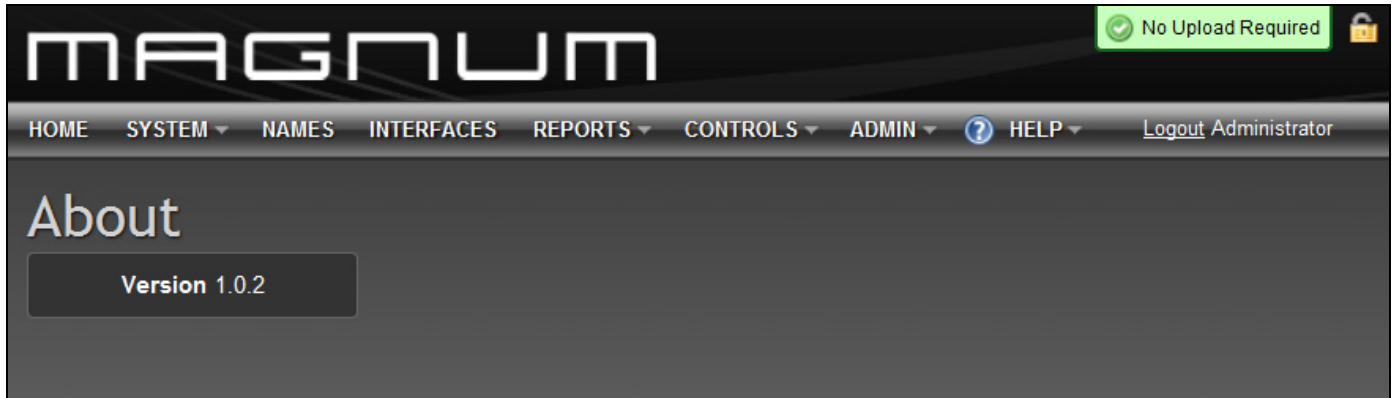 MAGNUM
No Upload Required
HOME SYSTEM NAMES INTERFACES REPORTS CONTROLS ADMIN ? HELP Logout Administrator
About
Version 1.0.2